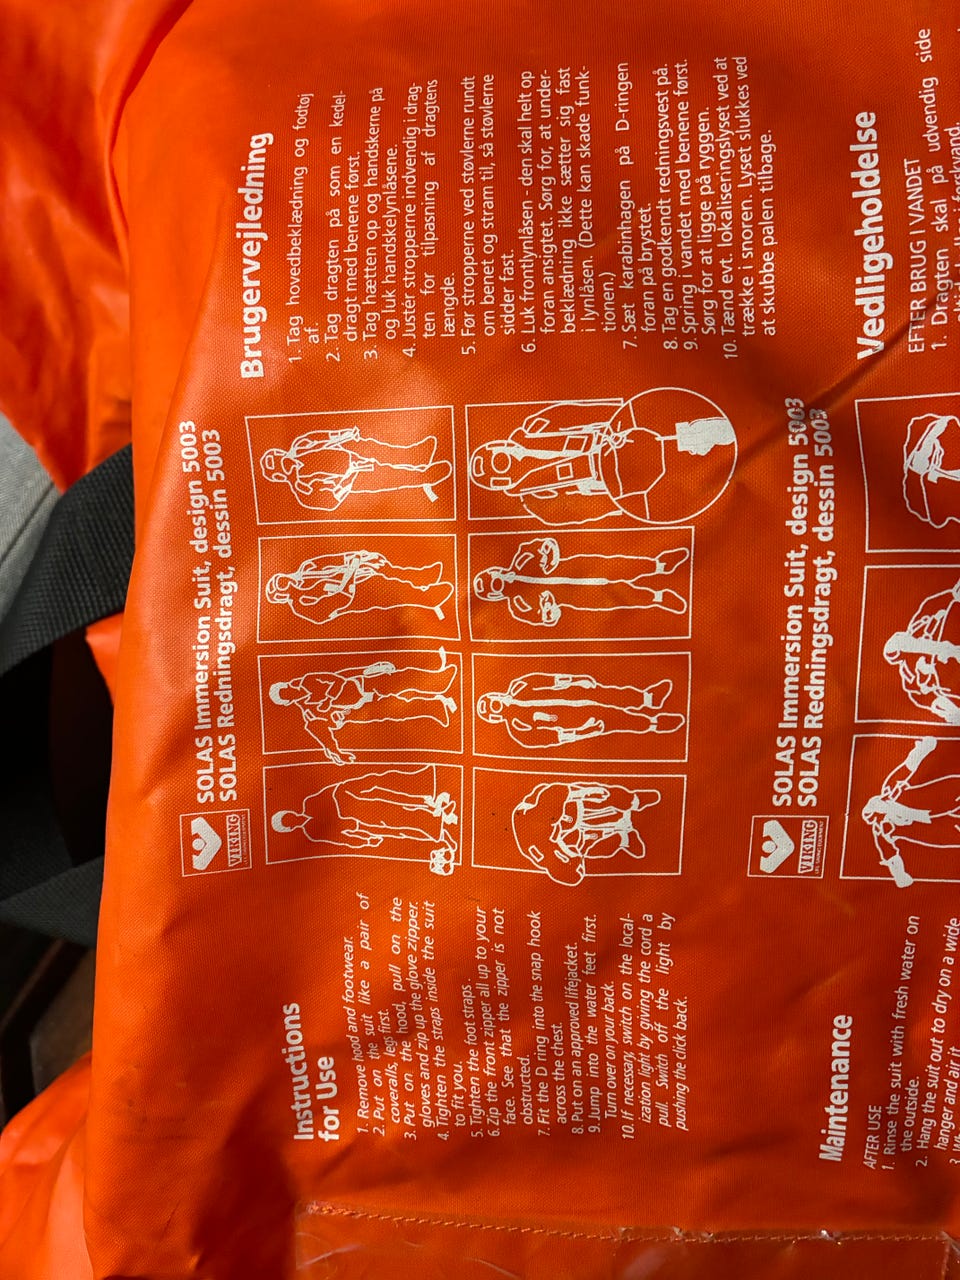 Instructions
for Use
1. Remove hood and footwear.
2. Put on the suit like a pair of
coveralls, legs first.
3. Put on the hood, pull on the
gloves and zip up the glove zipper.
4. Tighten the straps inside the suit
to fit you.
5. Tighten the foot straps.
6. Zip the front zipper all up to your
face. See that the zipper is not
obstructed.
7. Fit the D ring into the snap hook
across the chest.
8. Put on an approved lifejacket.
9. Jump into the water feet first.
Turn over on your back.
10. If necessary, switch on the local-
ization light by giving the cord a
pull. Switch off the light by
pushing the click back.
VIKING
LIFE-SAVING EQUIPMENT
SOLAS Immersion Suit, design 5003
SOLAS Redningsdragt, dessin 5003
Brugervejledning
1. Tag hovedbeklædning og fodtøj
af.
2. Tag dragten på som en kedel-
dragt med benene først.
3. Tag hætten op og handskerne på
og luk handskelynlåsene.
4. Juster stropperne indvendig i drag-
ten for tilpasning af dragtens
længde.
5. Før stropperne ved støvlerne rundt
om benet og stram til, så støvlerne
sidder fast.
6. Luk frontlynlåsen - den skal helt op
foran ansigtet. Sørg for, at under-
beklædning ikke sætter sig fast
i lynlåsen. (Dette kan skade funk-
tionen.)
7. Sæt karabinhagen på D-ringen
foran på brystet.
8. Tag en godkendt redningsvest på.
9. Spring i vandet med benene først.
Sørg for at ligge på ryggen.
10. Tænd evt. lokaliseringslyset ved at
trække i snoren. Lyset slukkes ved
at skubbe palen tilbage.
Maintenance
AFTER USE
1. Rinse the suit with fresh water on
the outside.
2. Hang the suit out to dry on a wide
hanger and air it
3.
VIKING
LIFE-SAVING EQUIPMENT
SOLAS Immersion Suit, design 5003
SOLAS Redningsdragt, dessin 5003
Vedligeholdelse
EFTER BRUG I VANDET
1. Dragten skal på udvendig side